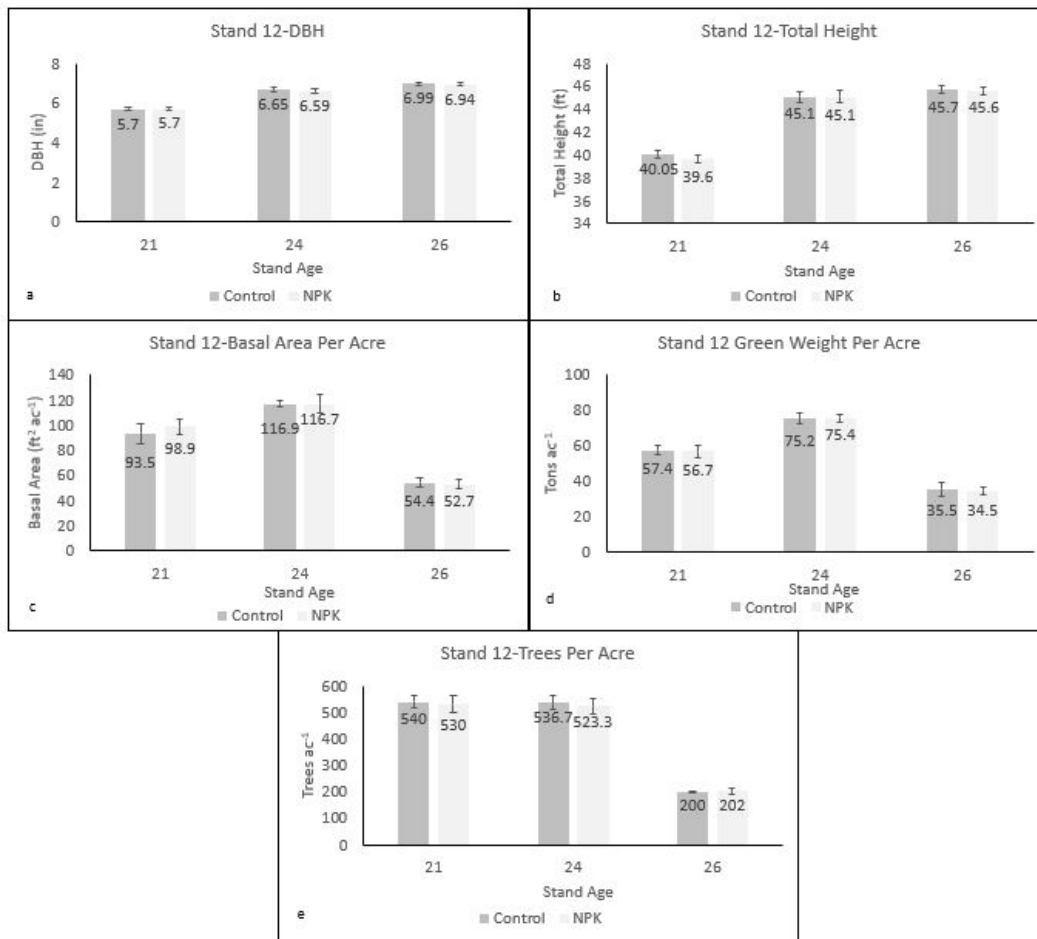 Stand 12-DBH
8
6
4
2
0
DBH (in)
5.7
5.7
6.65
6.59
6.99
6.94
21
24
26
Stand Age
Control
NPK
a
Stand 12-Total Height
48
46
44
42
40
38
36
34
Total Height (ft)
40.05
39.6
45.1
45.1
45.7
45.6
21
24
26
Stand Age
Control
NPK
b
Stand 12-Basal Area Per Acre
140
120
100
80
60
40
20
0
Basal Area (ft² ac⁻¹)
93.5
98.9
116.9
116.7
54.4
52.7
21
24
26
Stand Age
Control
NPK
c
Stand 12 Green Weight Per Acre
100
80
60
40
20
0
Tons ac⁻¹
57.4
56.7
75.2
75.4
35.5
34.5
21
24
26
Stand Age
Control
NPK
d
Stand 12-Trees Per Acre
600
500
400
300
200
100
0
Trees ac⁻¹
540
530
536.7
523.3
200
202
21
24
26
Stand Age
Control
NPK
e